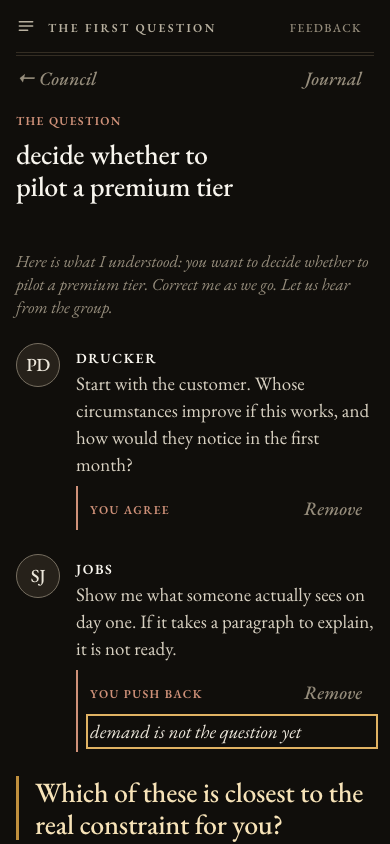 THE FIRST QUESTION
FEEDBACK
← Council
Journal
THE QUESTION
decide whether to
pilot a premium tier
Here is what I understood: you want to decide whether to
pilot a premium tier. Correct me as we go. Let us hear
from the group.
PD
DRUCKER
Start with the customer. Whose
circumstances improve if this works, and
how would they notice in the first
month?
YOU AGREE
Remove
SJ
JOBS
Show me what someone actually sees on
day one. If it takes a paragraph to explain,
it is not ready.
YOU PUSH BACK
Remove
demand is not the question yet
Which of these is closest to the
real constraint for you?